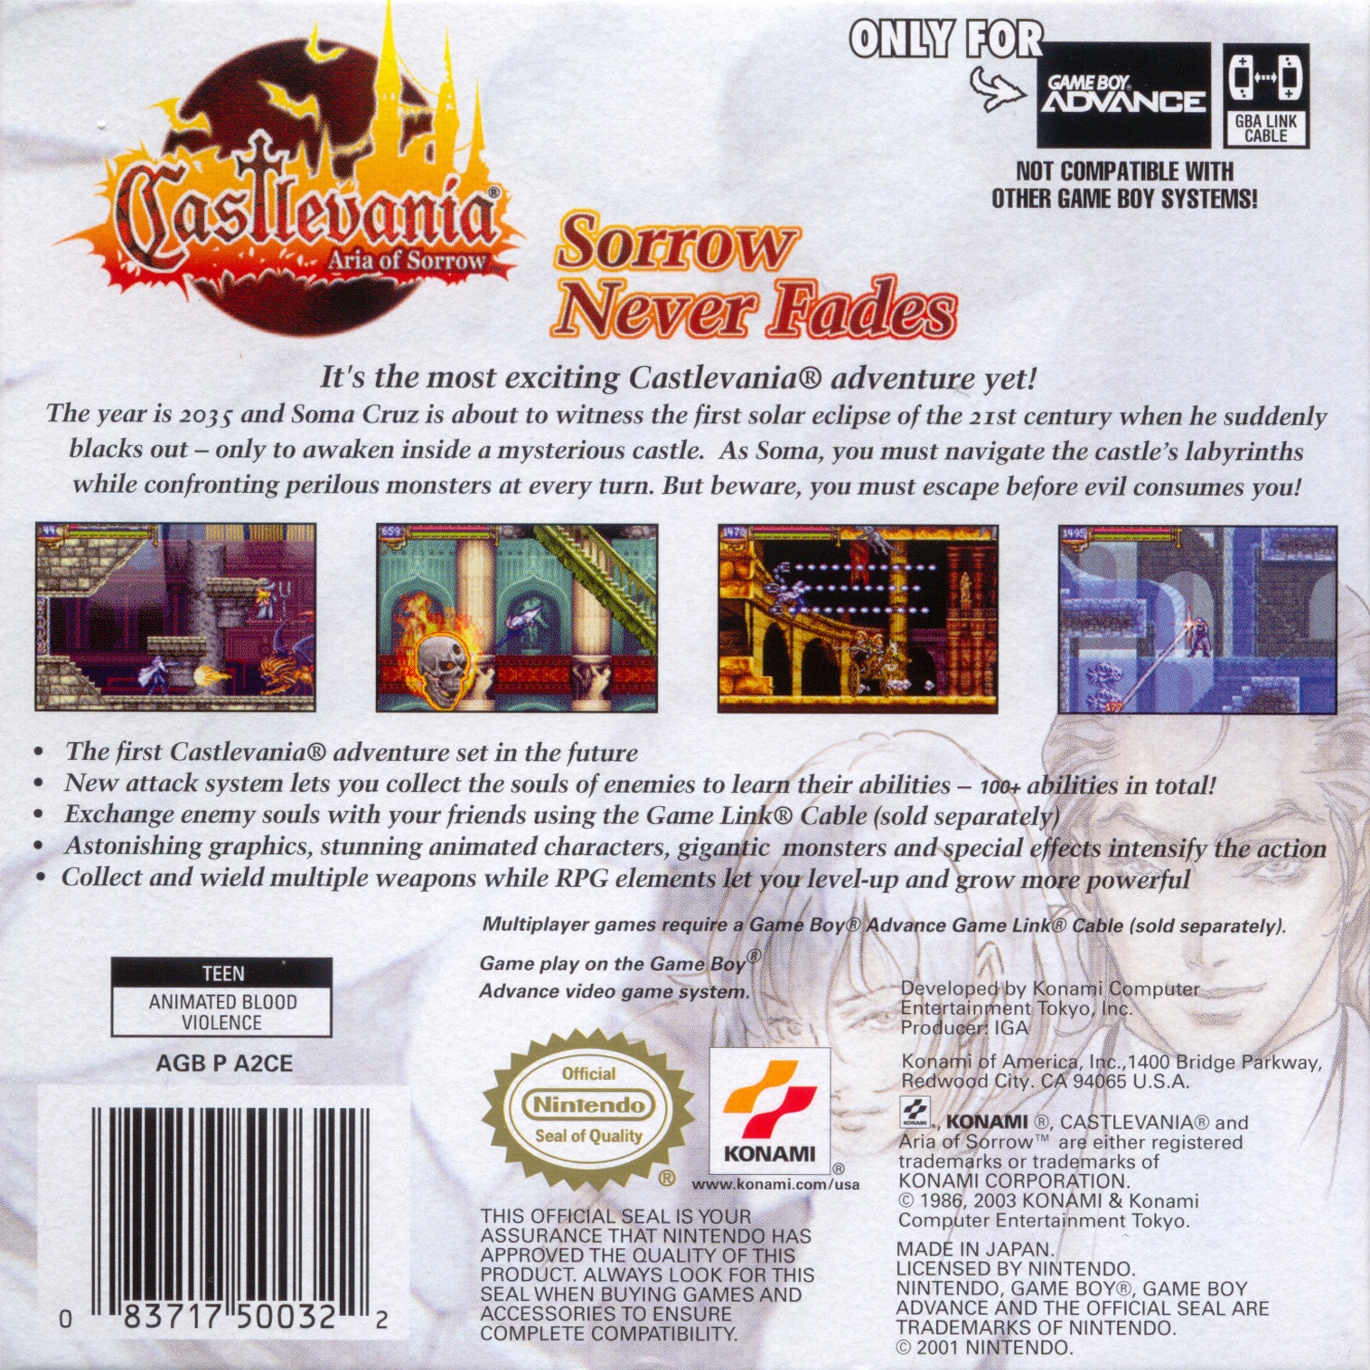 ONLY FOR
GAME BOY ADVANCE
GBA LINK
CABLE
NOT COMPATIBLE WITH
OTHER GAME BOY SYSTEMS!
Castlevania®
Aria of Sorrow™
Sorrow
Never Fades
It's the most exciting Castlevania® adventure yet!
The year is 2035 and Soma Cruz is about to witness the first solar eclipse of the 21st century when he suddenly
blacks out – only to awaken inside a mysterious castle. As Soma, you must navigate the castle's labyrinths
while confronting perilous monsters at every turn. But beware, you must escape before evil consumes you!
44
659
1476
1495
177
• The first Castlevania® adventure set in the future
• New attack system lets you collect the souls of enemies to learn their abilities – 100+ abilities in total!
• Exchange enemy souls with your friends using the Game Link® Cable (sold separately)
• Astonishing graphics, stunning animated characters, gigantic monsters and special effects intensify the action
• Collect and wield multiple weapons while RPG elements let you level-up and grow more powerful
Multiplayer games require a Game Boy® Advance Game Link® Cable (sold separately).
Game play on the Game Boy®
Advance video game system.
TEEN
ANIMATED BLOOD
VIOLENCE
AGB P A2CE
0 83717 50032 2
Official
Nintendo
Seal of Quality
®
KONAMI
®
www.konami.com/usa
THIS OFFICIAL SEAL IS YOUR
ASSURANCE THAT NINTENDO HAS
APPROVED THE QUALITY OF THIS
PRODUCT. ALWAYS LOOK FOR THIS
SEAL WHEN BUYING GAMES AND
ACCESSORIES TO ENSURE
COMPLETE COMPATIBILITY.
Developed by Konami Computer
Entertainment Tokyo, Inc.
Producer: IGA
Konami of America, Inc.,1400 Bridge Parkway,
Redwood City. CA 94065 U.S.A.
KONAMI ®, KONAMI ®, CASTLEVANIA® and
Aria of Sorrow™ are either registered
trademarks or trademarks of
KONAMI CORPORATION.
© 1986, 2003 KONAMI & Konami
Computer Entertainment Tokyo.
MADE IN JAPAN.
LICENSED BY NINTENDO.
NINTENDO, GAME BOY®, GAME BOY
ADVANCE AND THE OFFICIAL SEAL ARE
TRADEMARKS OF NINTENDO.
© 2001 NINTENDO.